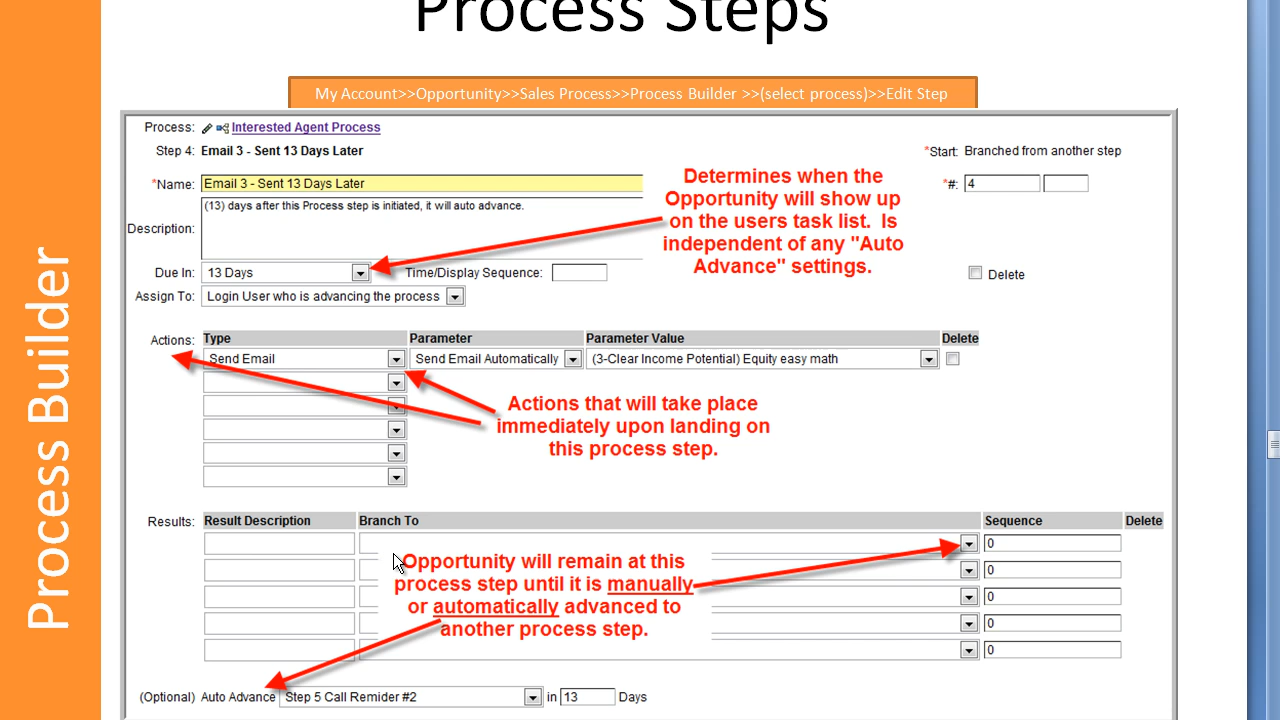 Process Steps
Process Builder
My Account>>Opportunity>>Sales Process>>Process Builder >>(select process)>>Edit Step
Process: Interested Agent Process
Step 4: Email 3 - Sent 13 Days Later
*Start: Branched from another step
*Name: Email 3 - Sent 13 Days Later
*#: 4
Description: (13) days after this Process step is initiated, it will auto advance.
Determines when the
Opportunity will show up
on the users task list. Is
independent of any "Auto
Advance" settings.
Due In: 13 Days Time/Display Sequence:
Delete
Assign To: Login User who is advancing the process
Actions: Type Parameter Parameter Value Delete
Send Email Send Email Automatically (3-Clear Income Potential) Equity easy math
Actions that will take place
immediately upon landing on
this process step.
Results: Result Description Branch To Sequence Delete
0
0
0
0
0
Opportunity will remain at this
process step until it is manually
or automatically advanced to
another process step.
(Optional) Auto Advance Step 5 Call Remider #2 in 13 Days